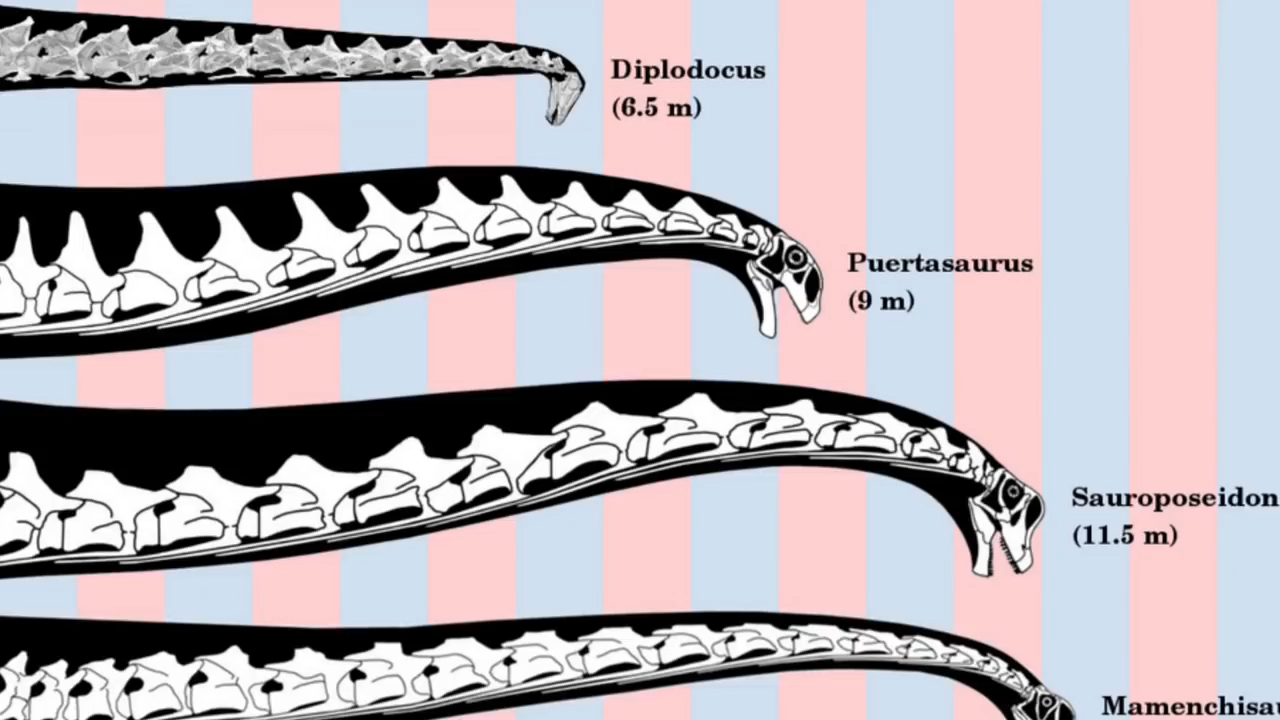 Diplodocus
(6.5 m)
Puertasaurus
(9 m)
Sauroposeidon
(11.5 m)